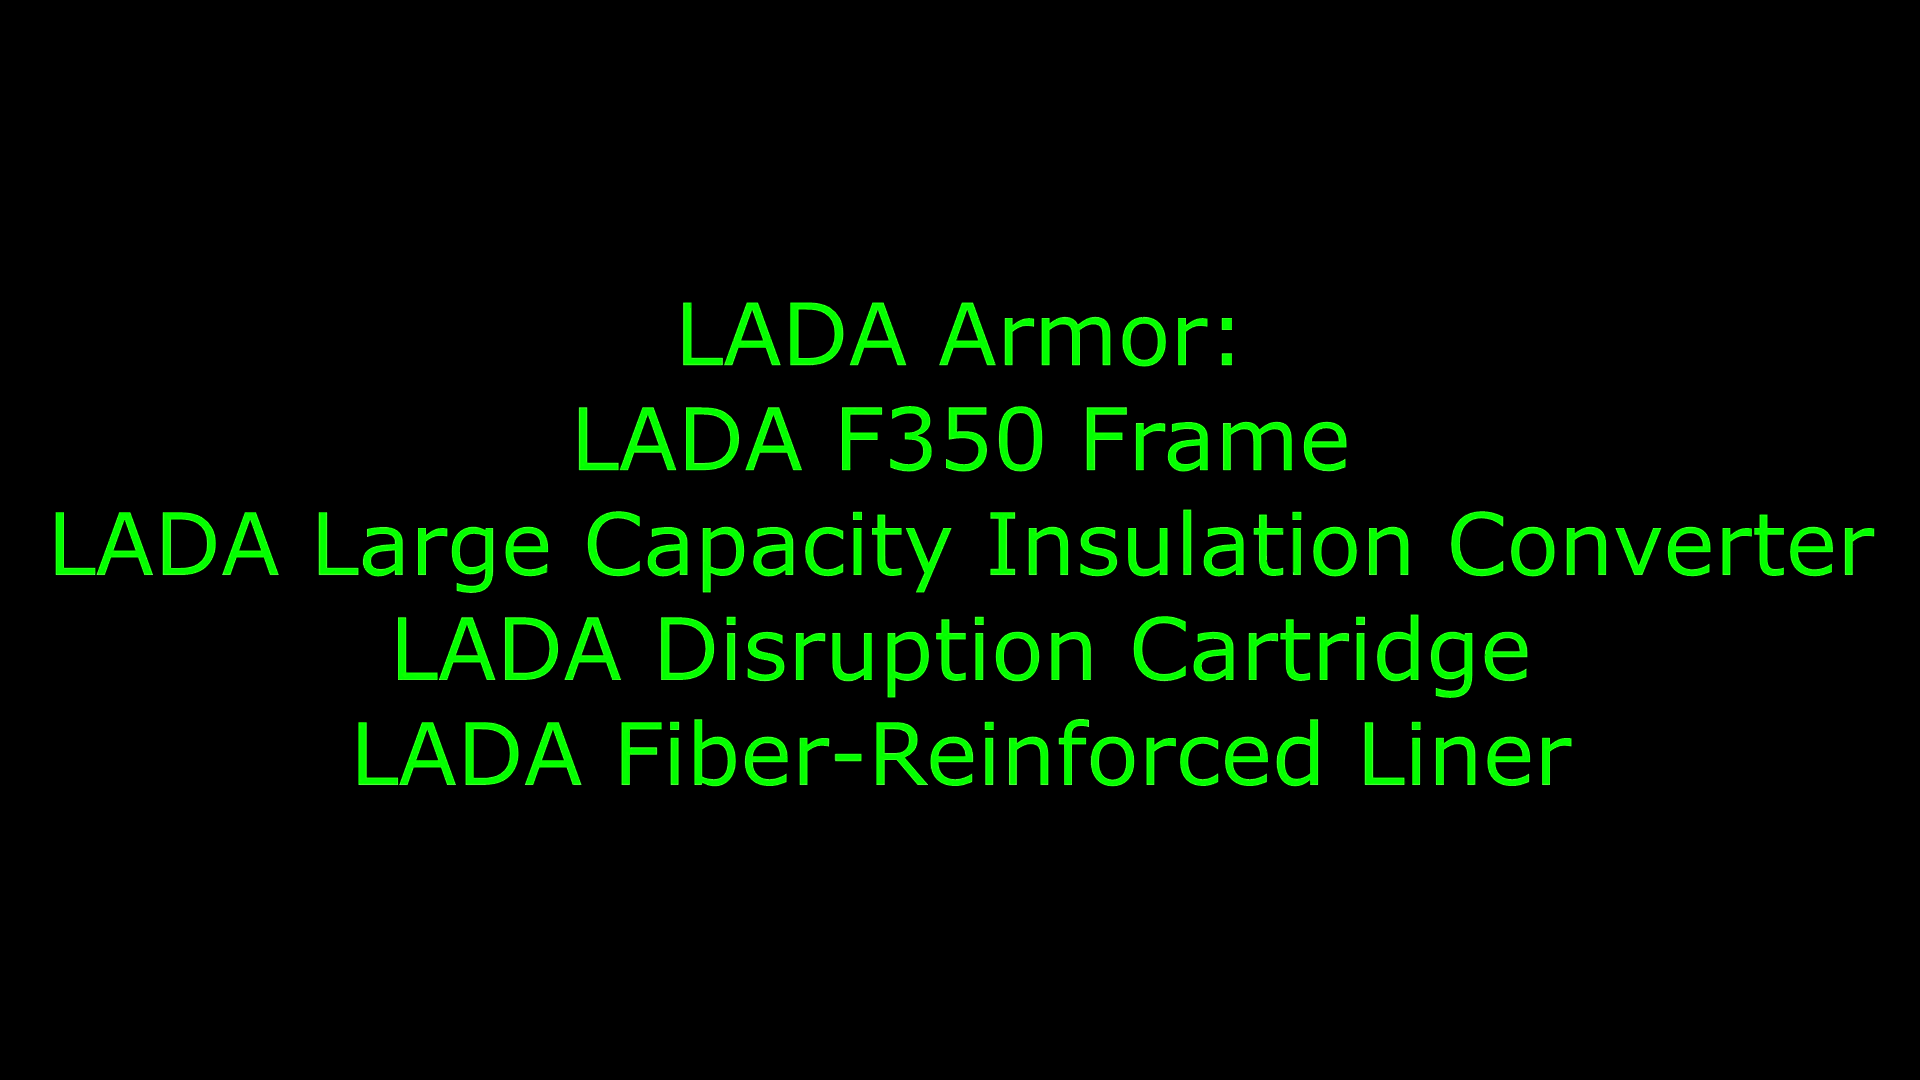 LADA Armor:
LADA F350 Frame
LADA Large Capacity Insulation Converter
LADA Disruption Cartridge
LADA Fiber-Reinforced Liner